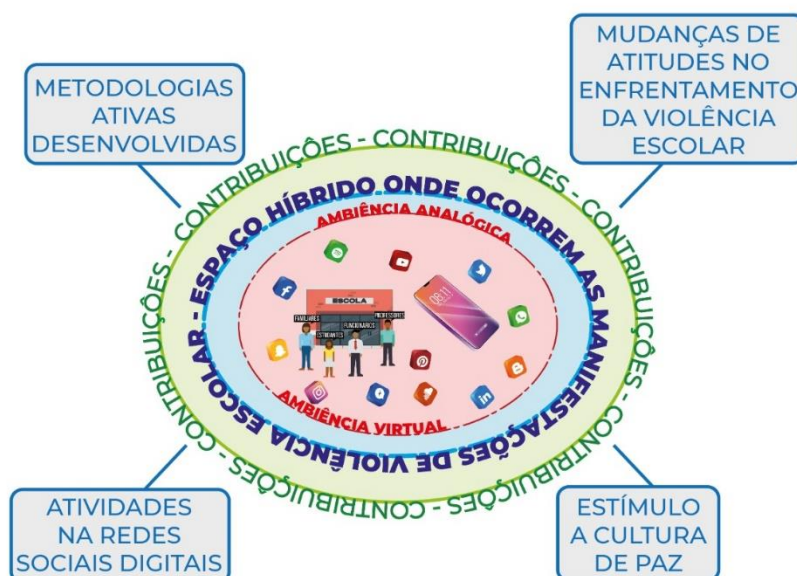 METODOLOGIAS
ATIVAS
DESENVOLVIDAS
MUDANÇAS DE
ATITUDES NO
ENFRENTAMENTO
DA VIOLÊNCIA
ESCOLAR
CONTRIBUIÇÕES - CONTRIBUIÇÕES - CONTRIBUIÇÕES - CONTRIBUIÇÕES - CONTRIBUIÇÕES - CONTRIBUIÇÕES - CONTRIBUIÇÕES -
ESPAÇO HÍBRIDO ONDE OCORREM AS MANIFESTAÇÕES DE VIOLÊNCIA ESCOLAR -
AMBIÊNCIA ANALÓGICA
ESCOLA
FAMILIARES
ESTUDANTES
FUNCIONÁRIOS
PROFESSORES
08:11
AMBIÊNCIA VIRTUAL
ATIVIDADES
NA REDES
SOCIAIS DIGITAIS
ESTÍMULO
A CULTURA
DE PAZ